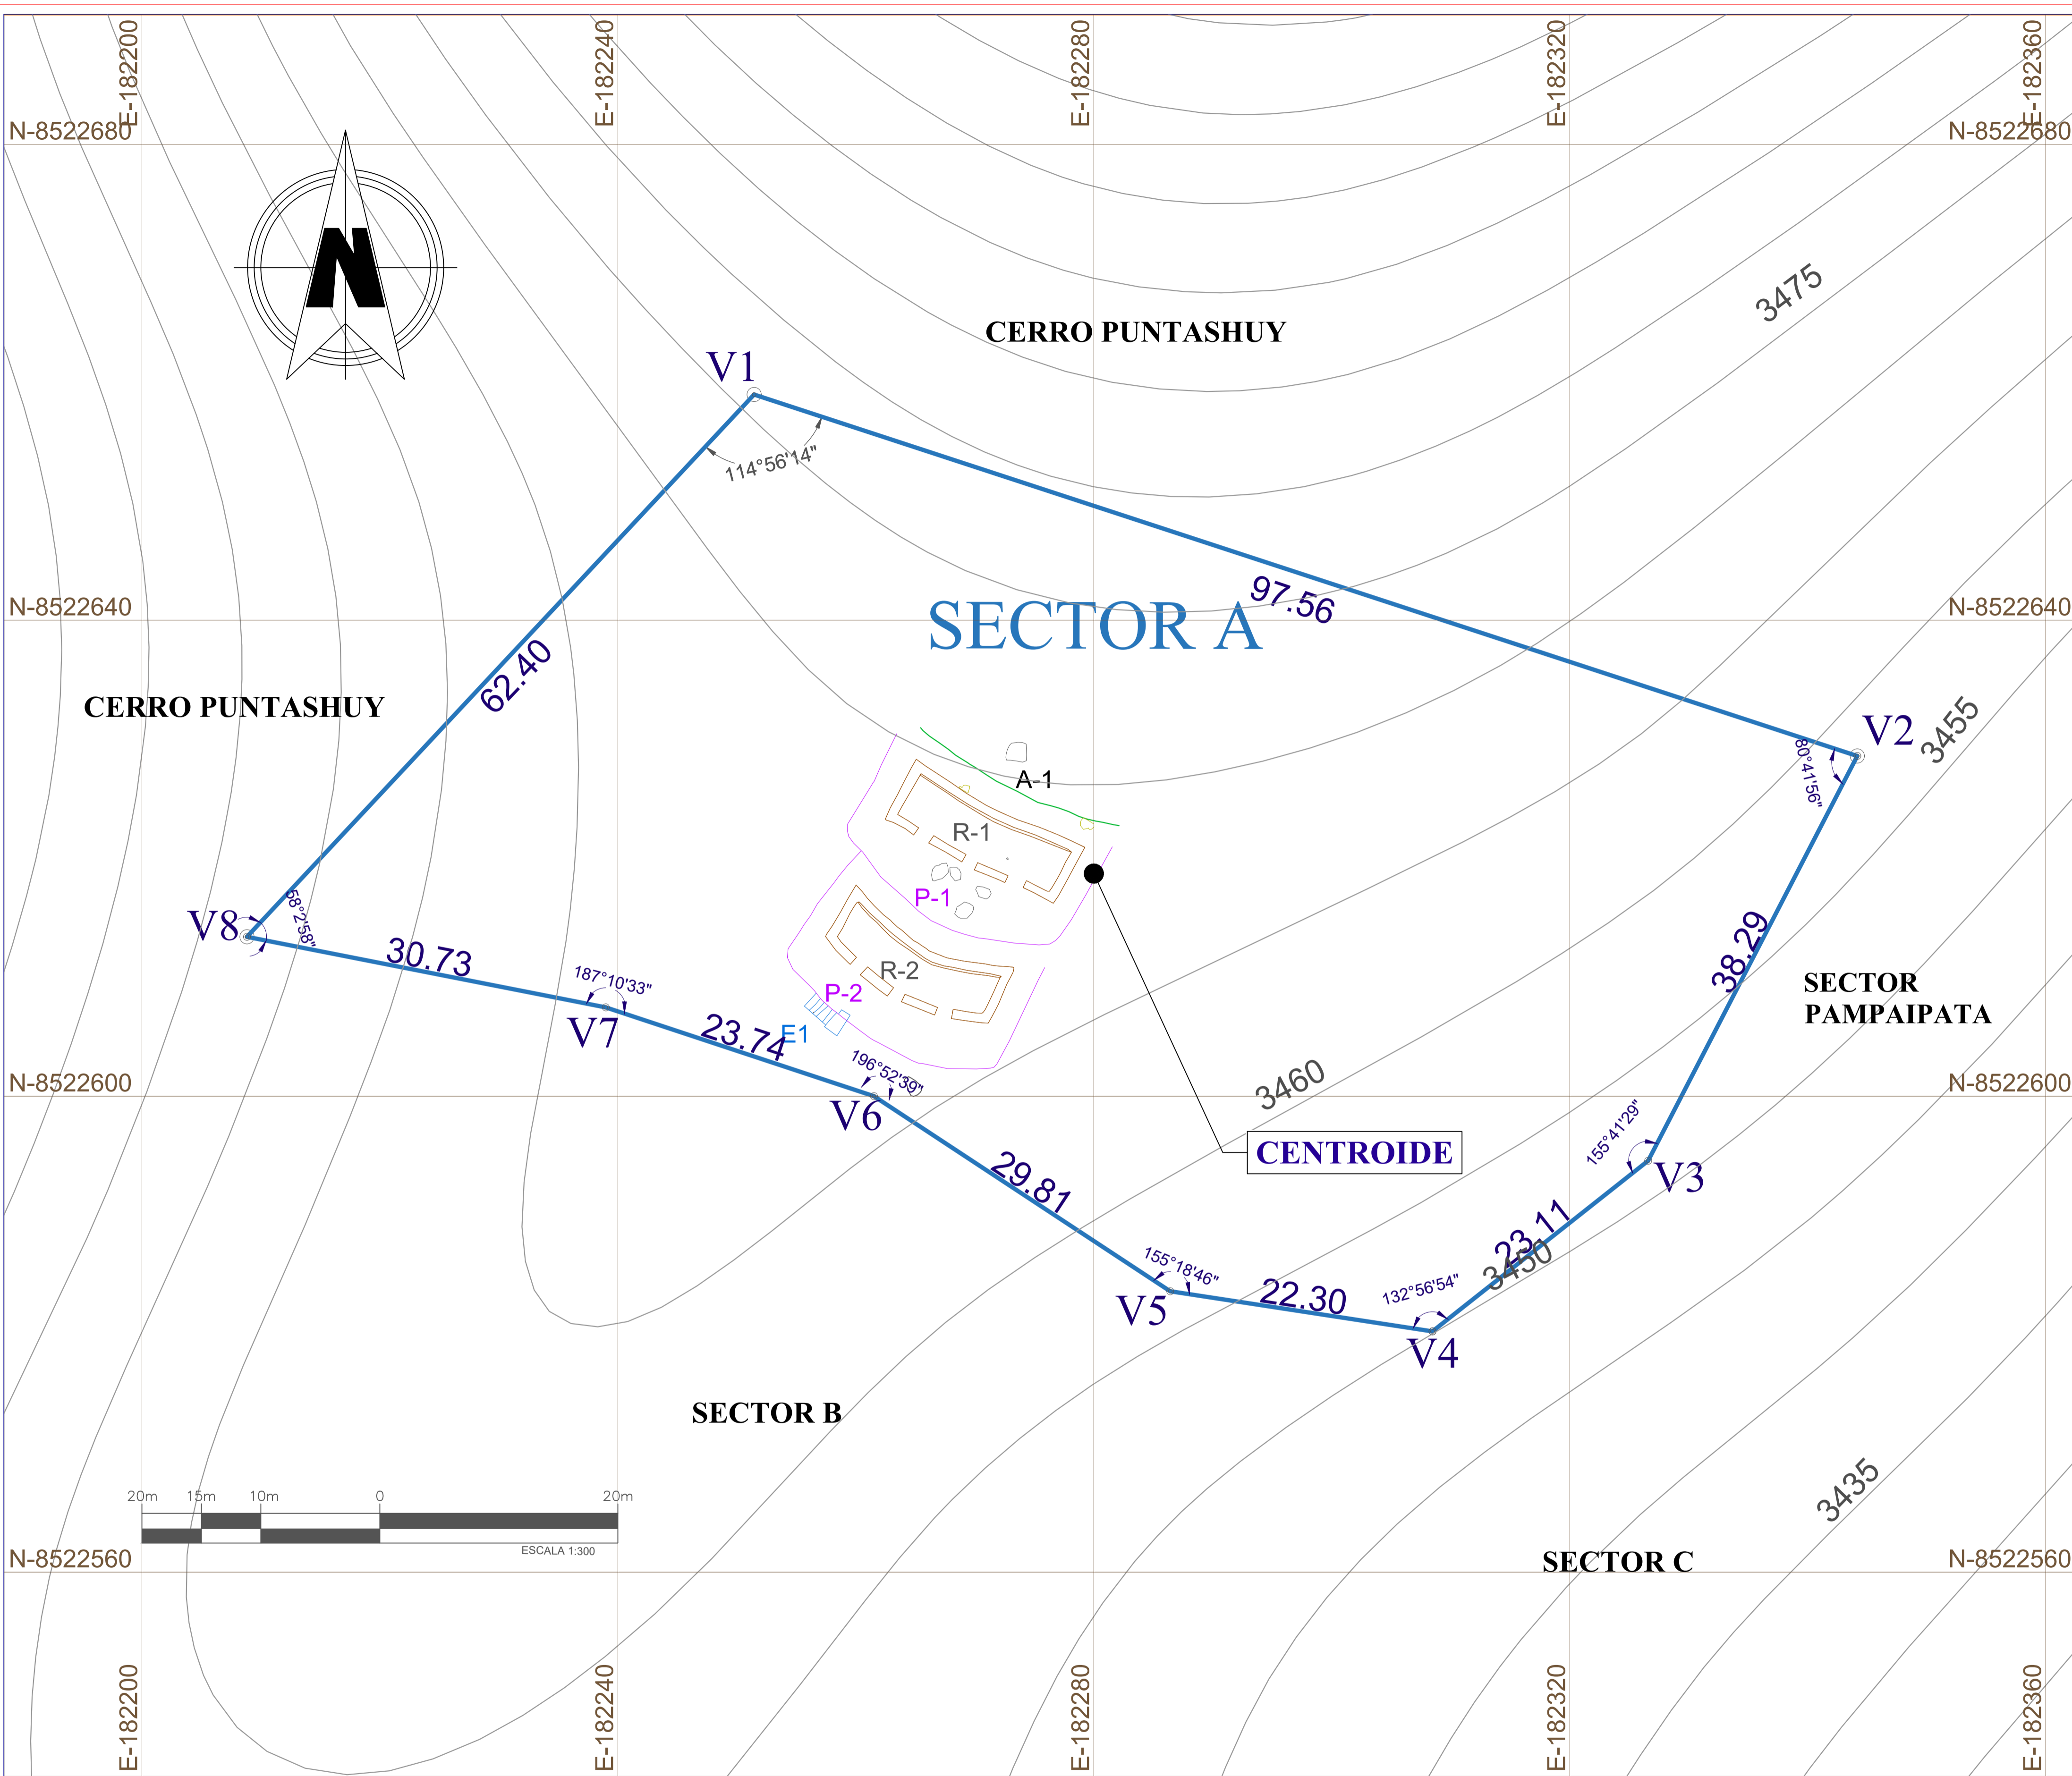 E-182200
E-182240
E-182280
E-182320
E-182360
N-8522680
N-8522680
N
3475
CERRO PUNTASHUY
V1
114°56'14"
97.56
N-8522640
N-8522640
SECTOR A
62.40
CERRO PUNTASHUY
V2
3455
80°41'56"
A-1
R-1
P-1
V8
58°2'58"
30.73
38.29
187°10'33"
R-2
P-2
SECTOR
PAMPAIPATA
V7
23.74
E1
196°52'39"
N-8522600
N-8522600
3460
V6
155°41'29"
CENTROIDE
V3
29.81
23.11
3450
155°18'46"
132°56'54"
V5
22.30
V4
SECTOR B
3435
20m
15m
10m
0
20m
ESCALA 1:300
N-8522560
SECTOR C
N-8522560
E-182200
E-182240
E-182280
E-182320
E-182360